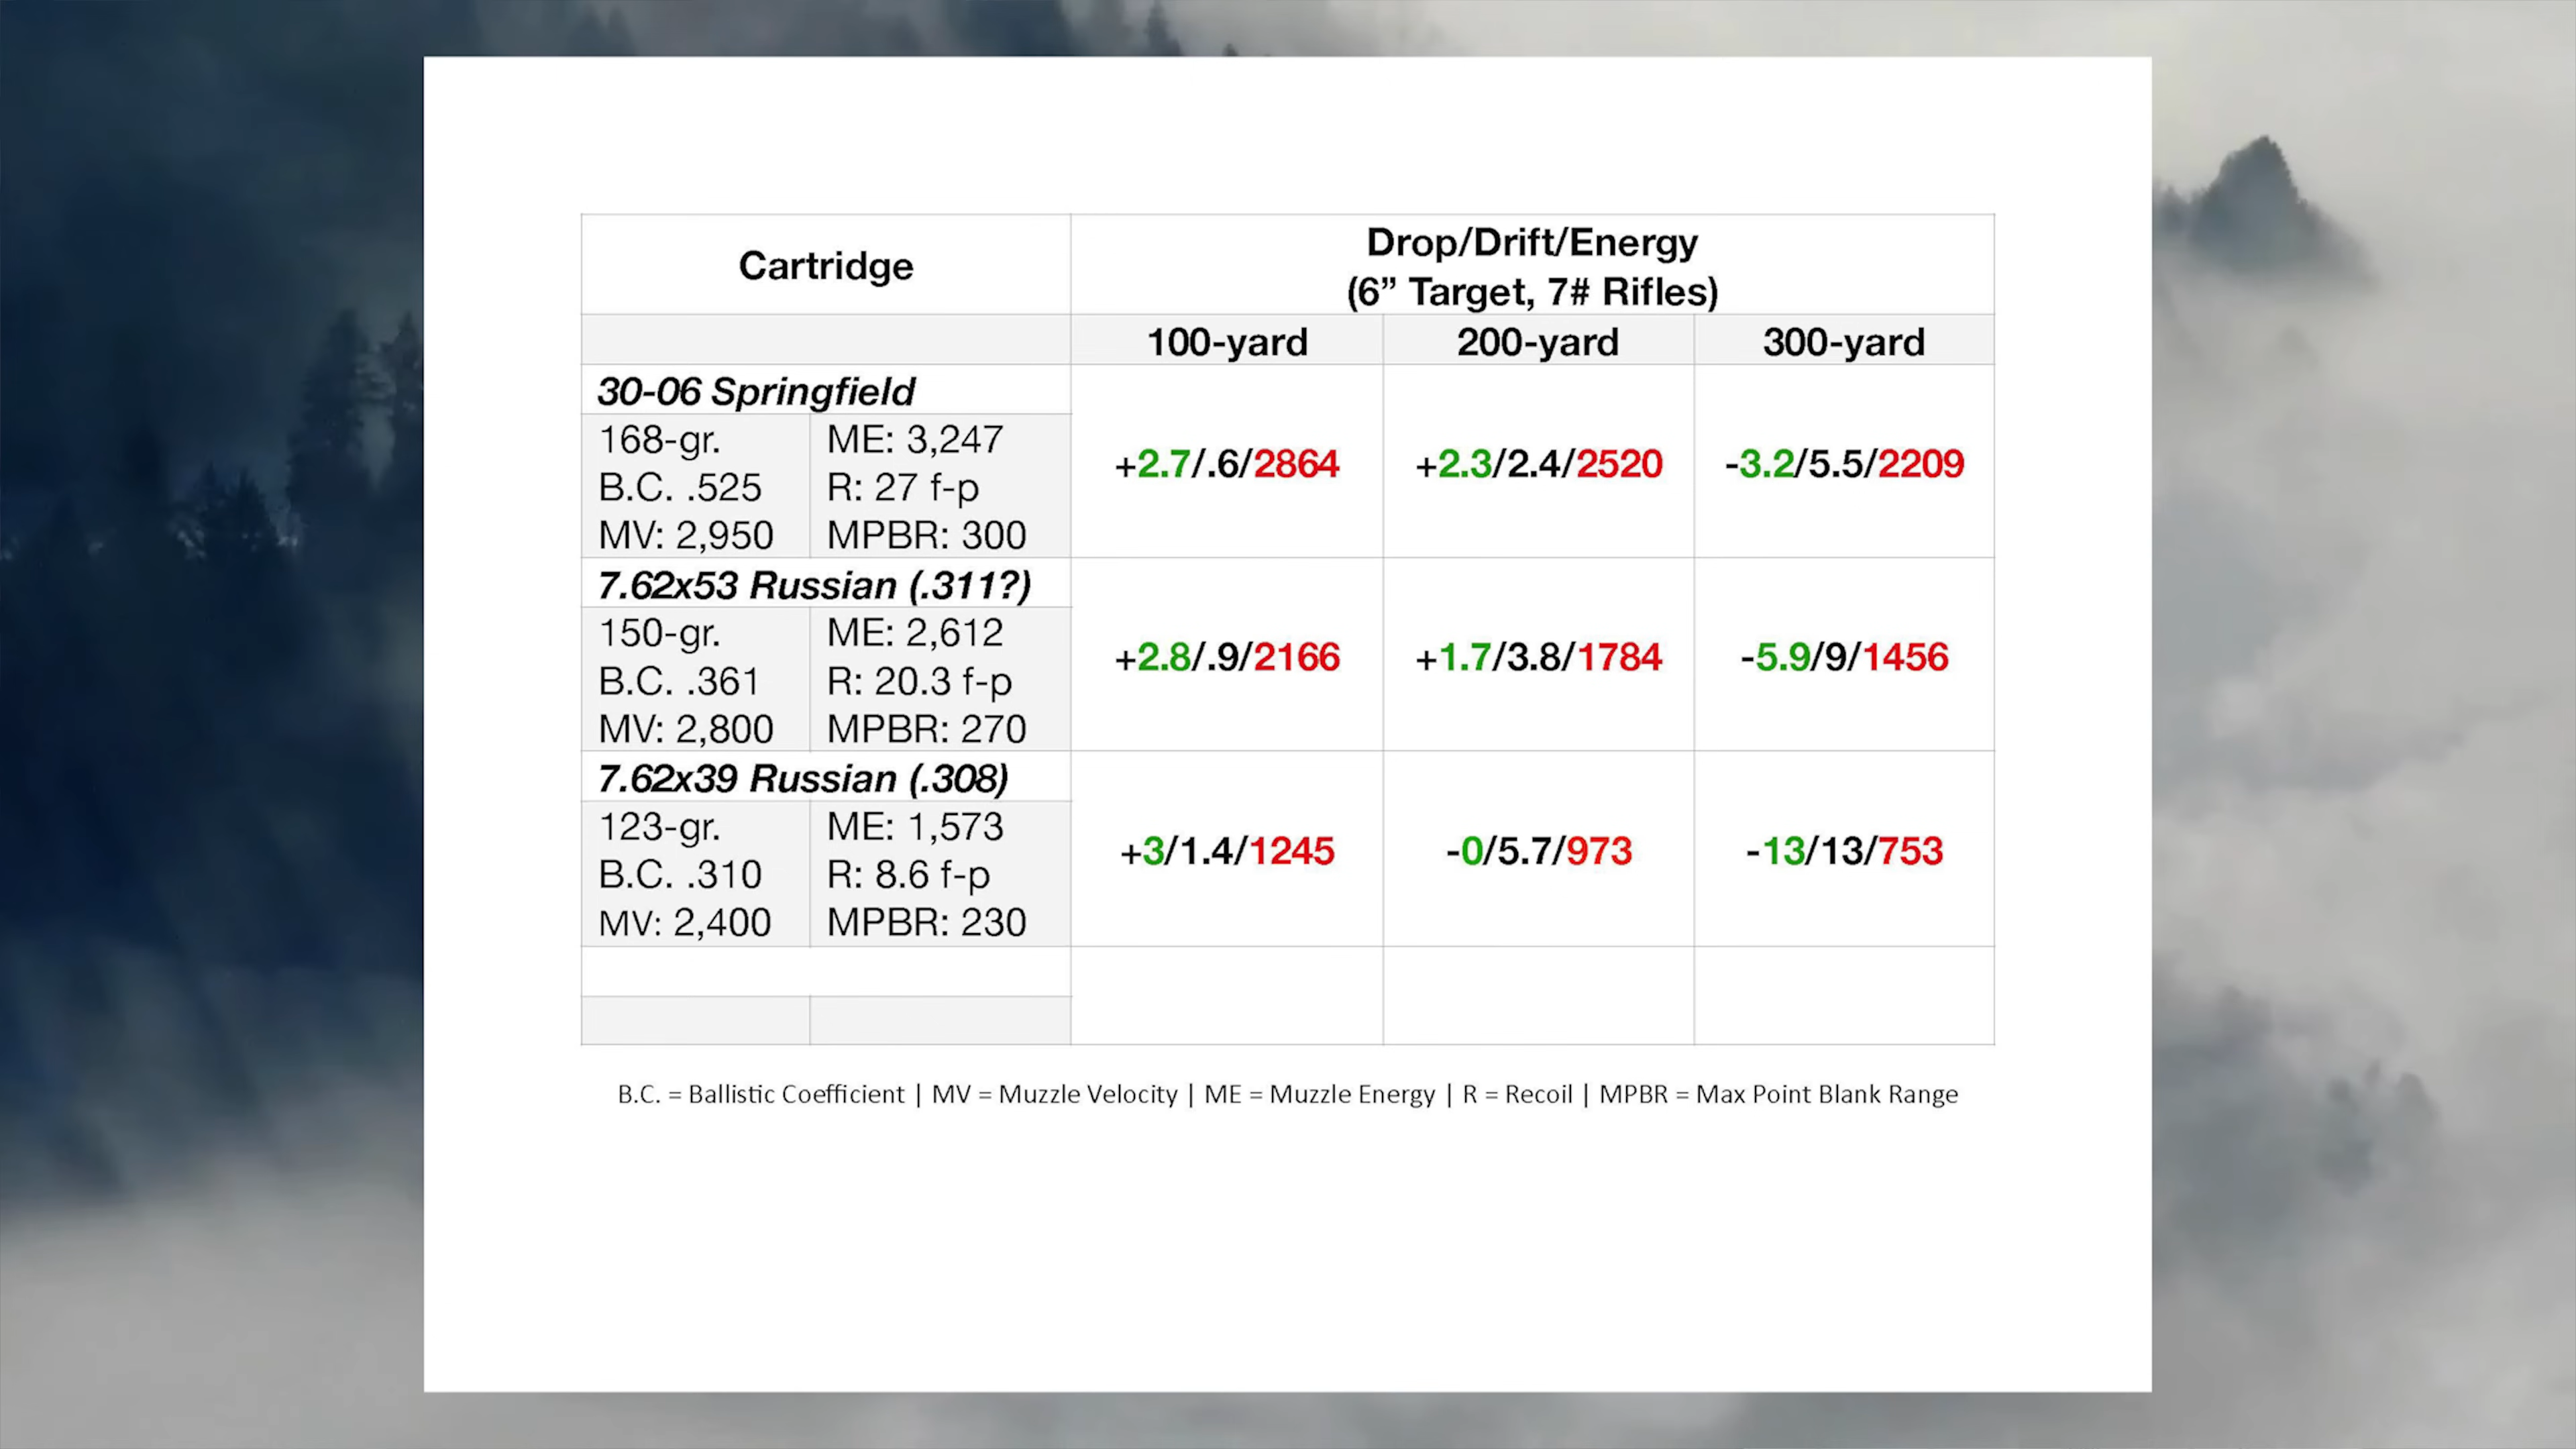 Cartridge
Drop/Drift/Energy
(6” Target, 7# Rifles)
100-yard
200-yard
300-yard
30-06 Springfield
168-gr.
B.C. .525
MV: 2,950
ME: 3,247
R: 27 f-p
MPBR: 300
+2.7/.6/2864
+2.3/2.4/2520
-3.2/5.5/2209
7.62x53 Russian (.311?)
150-gr.
B.C. .361
MV: 2,800
ME: 2,612
R: 20.3 f-p
MPBR: 270
+2.8/.9/2166
+1.7/3.8/1784
-5.9/9/1456
7.62x39 Russian (.308)
123-gr.
B.C. .310
MV: 2,400
ME: 1,573
R: 8.6 f-p
MPBR: 230
+3/1.4/1245
-0/5.7/973
-13/13/753
B.C. = Ballistic Coefficient | MV = Muzzle Velocity | ME = Muzzle Energy | R = Recoil | MPBR = Max Point Blank Range